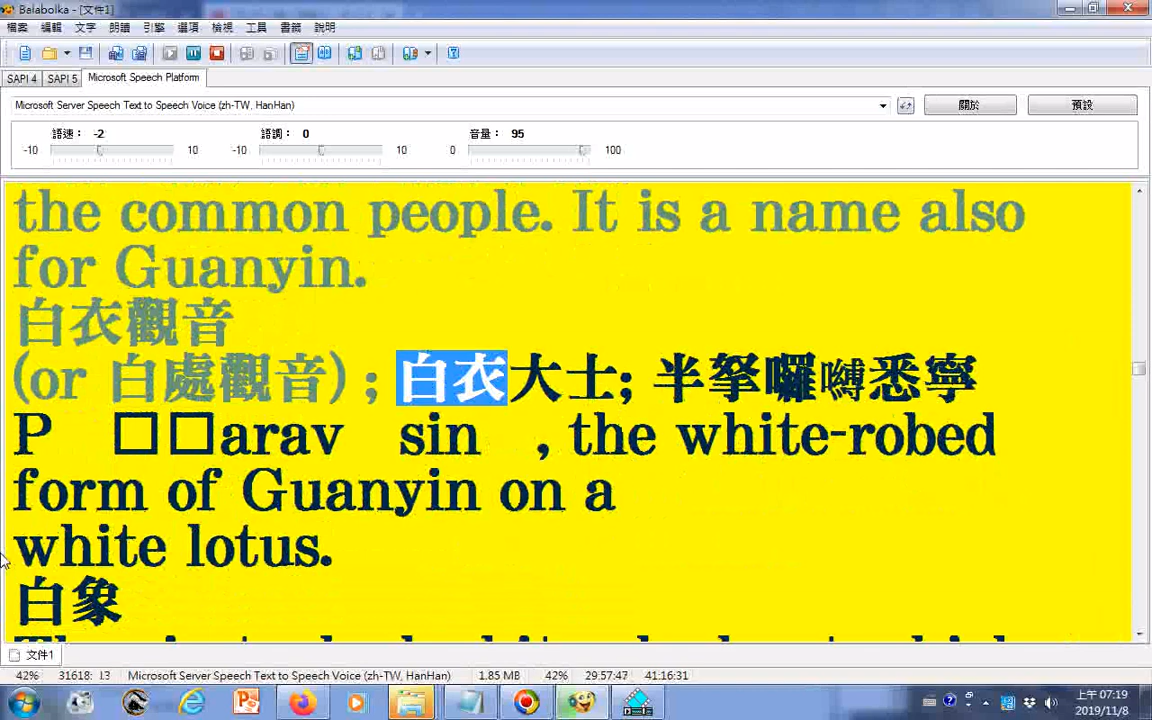 Balabolka - [文件1]
檔案 編輯 文字 朗讀 引擎 選項 檢視 工具 書籤 說明
SAPI 4 SAPI 5 Microsoft Speech Platform
Microsoft Server Speech Text to Speech Voice (zh-TW, HanHan) 關於 預設
語速： -2 語調： 0 音量： 95
-10 10 -10 10 0 100
the common people. It is a name also
for Guanyin.
白衣觀音
(or 白處觀音) ; 白衣大士; 半拏囉嚩悉寧
P □□arav sin , the white-robed
form of Guanyin on a
white lotus.
白象
文件1
42% 31618: 13 Microsoft Server Speech Text to Speech Voice (zh-TW, HanHan) 1.85 MB 42% 29:57:47 41:16:31
上午 07:19
2019/11/8